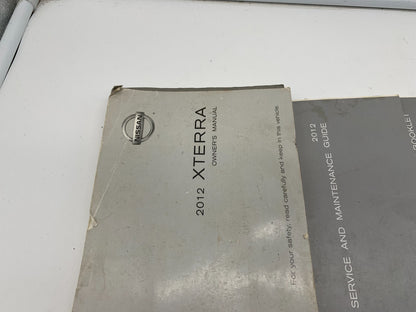 NISSAN
2012 XTERRA
OWNER'S MANUAL
For your safety, read carefully and keep in this vehicle.
2012
SERVICE AND MAINTENANCE GUIDE
BOOKLET